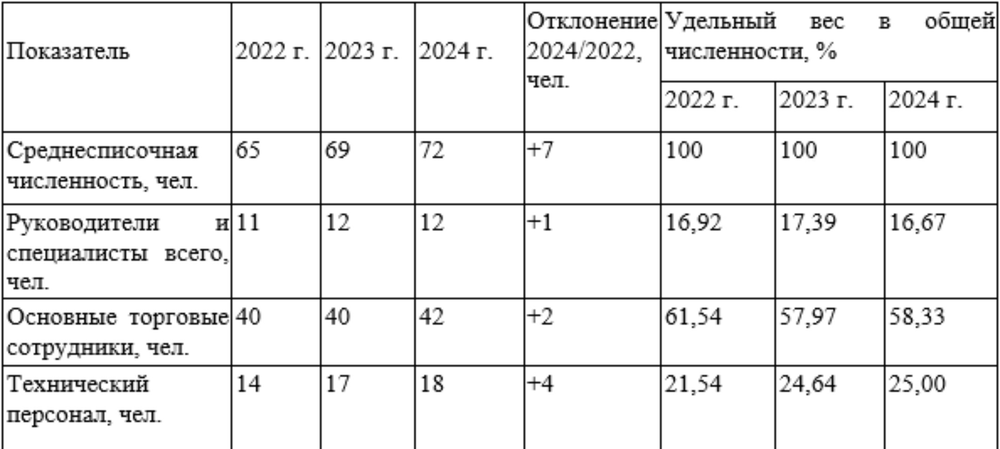 Показатель 2022 г. 2023 г. 2024 г. Отклонение 2024/2022, чел. Удельный вес в общей численности, %
2022 г. 2023 г. 2024 г.
Среднесписочная численность, чел. 65 69 72 +7 100 100 100
Руководители и специалисты всего, чел. 11 12 12 +1 16,92 17,39 16,67
Основные торговые сотрудники, чел. 40 40 42 +2 61,54 57,97 58,33
Технический персонал, чел. 14 17 18 +4 21,54 24,64 25,00